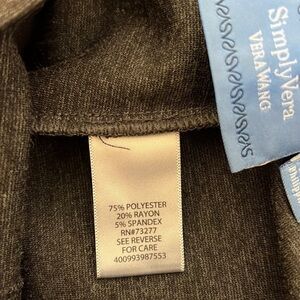 Simply Vera
VERA WANG
75% POLYESTER
20% RAYON
5% SPANDEX
RN#73277
SEE REVERSE
FOR CARE
400993987553